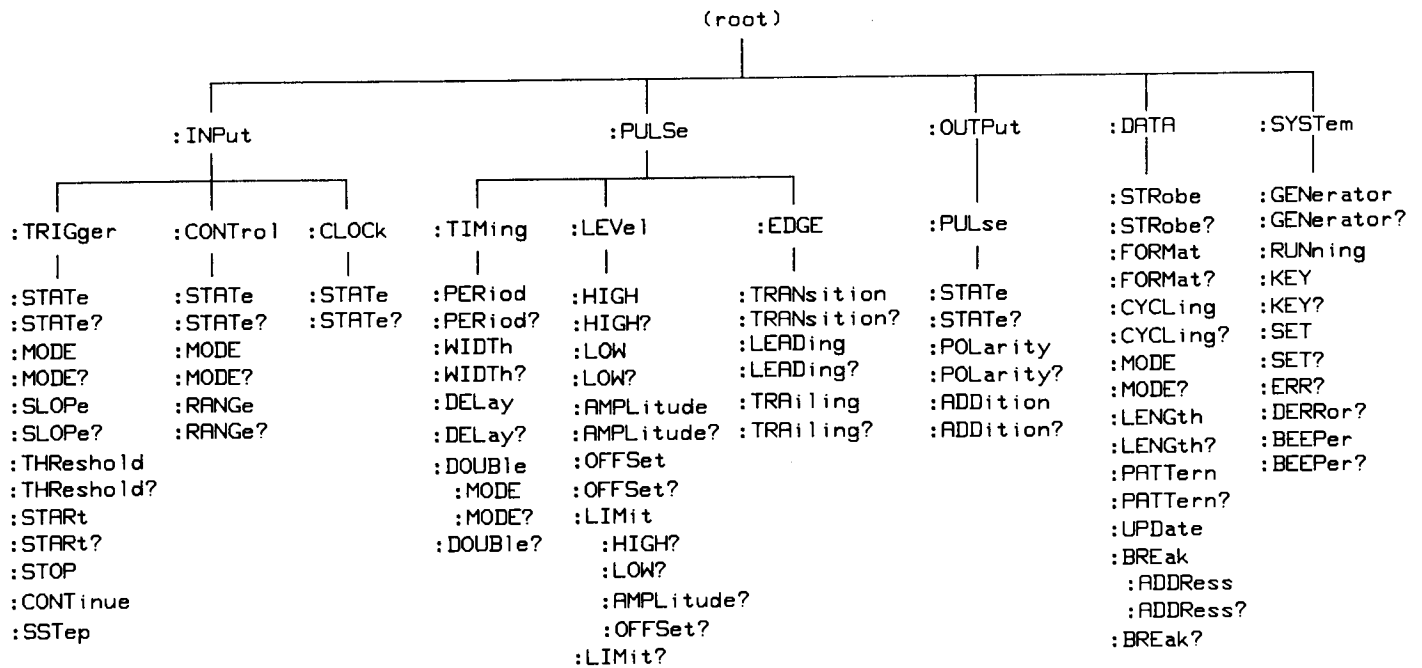 (root)
:INPut
:PULSe
:OUTPut
:DATA
:SYSTem
:TRIGger
:STATe
:STATe?
:MODE
:MODE?
:SLOPe
:SLOPe?
:THReshold
:THReshold?
:STARt
:STARt?
:STOP
:CONTinue
:SSTep
:CONTrol
:STATe
:STATe?
:MODE
:MODE?
:RANGe
:RANGe?
:CLOCk
:STATe
:STATe?
:TIMing
:PERiod
:PERiod?
:WIDTh
:WIDTh?
:DELay
:DELay?
:DOUBle
:MODE
:MODE?
:DOUBle?
:LEVel
:HIGH
:HIGH?
:LOW
:LOW?
:AMPLitude
:AMPLitude?
:OFFSet
:OFFSet?
:LIMit
:HIGH?
:LOW?
:AMPLitude?
:OFFSet?
:LIMit?
:EDGE
:TRANsition
:TRANsition?
:LEADing
:LEADing?
:TRAiling
:TRAiling?
:PULse
:STATe
:STATe?
:POLarity
:POLarity?
:ADDition
:ADDition?
:STRobe
:STRobe?
:FORMat
:FORMat?
:CYCLing
:CYCLing?
:MODE
:MODE?
:LENGth
:LENGth?
:PATTern
:PATTern?
:UPDate
:BREak
:ADDRess
:ADDRess?
:BREak?
:GENerator
:GENerator?
:RUNning
:KEY
:KEY?
:SET
:SET?
:ERR?
:DERRor?
:BEEPer
:BEEPer?